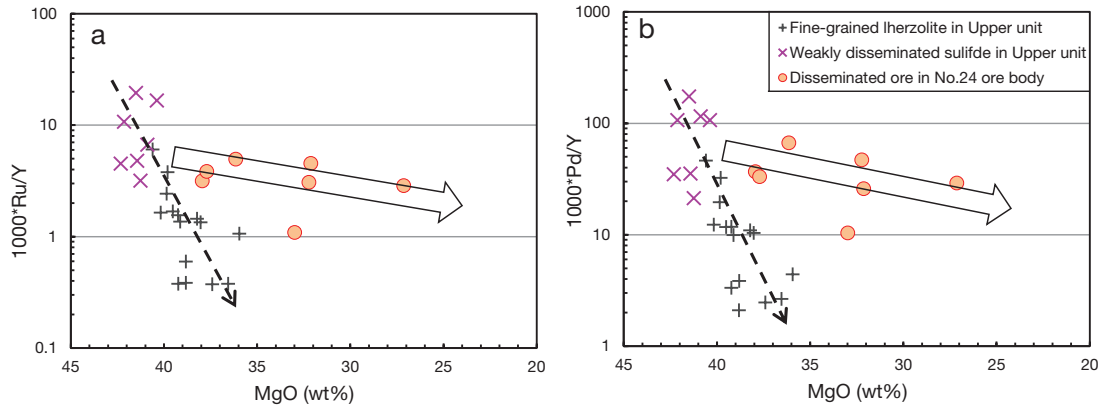 a
100
10
1
0.1
1000*Ru/Y
45
40
35
30
25
20
MgO (wt%)
b
1000
100
10
1
1000*Pd/Y
45
40
35
30
25
20
MgO (wt%)
Fine-grained lherzolite in Upper unit
Weakly disseminated sulifde in Upper unit
Disseminated ore in No.24 ore body